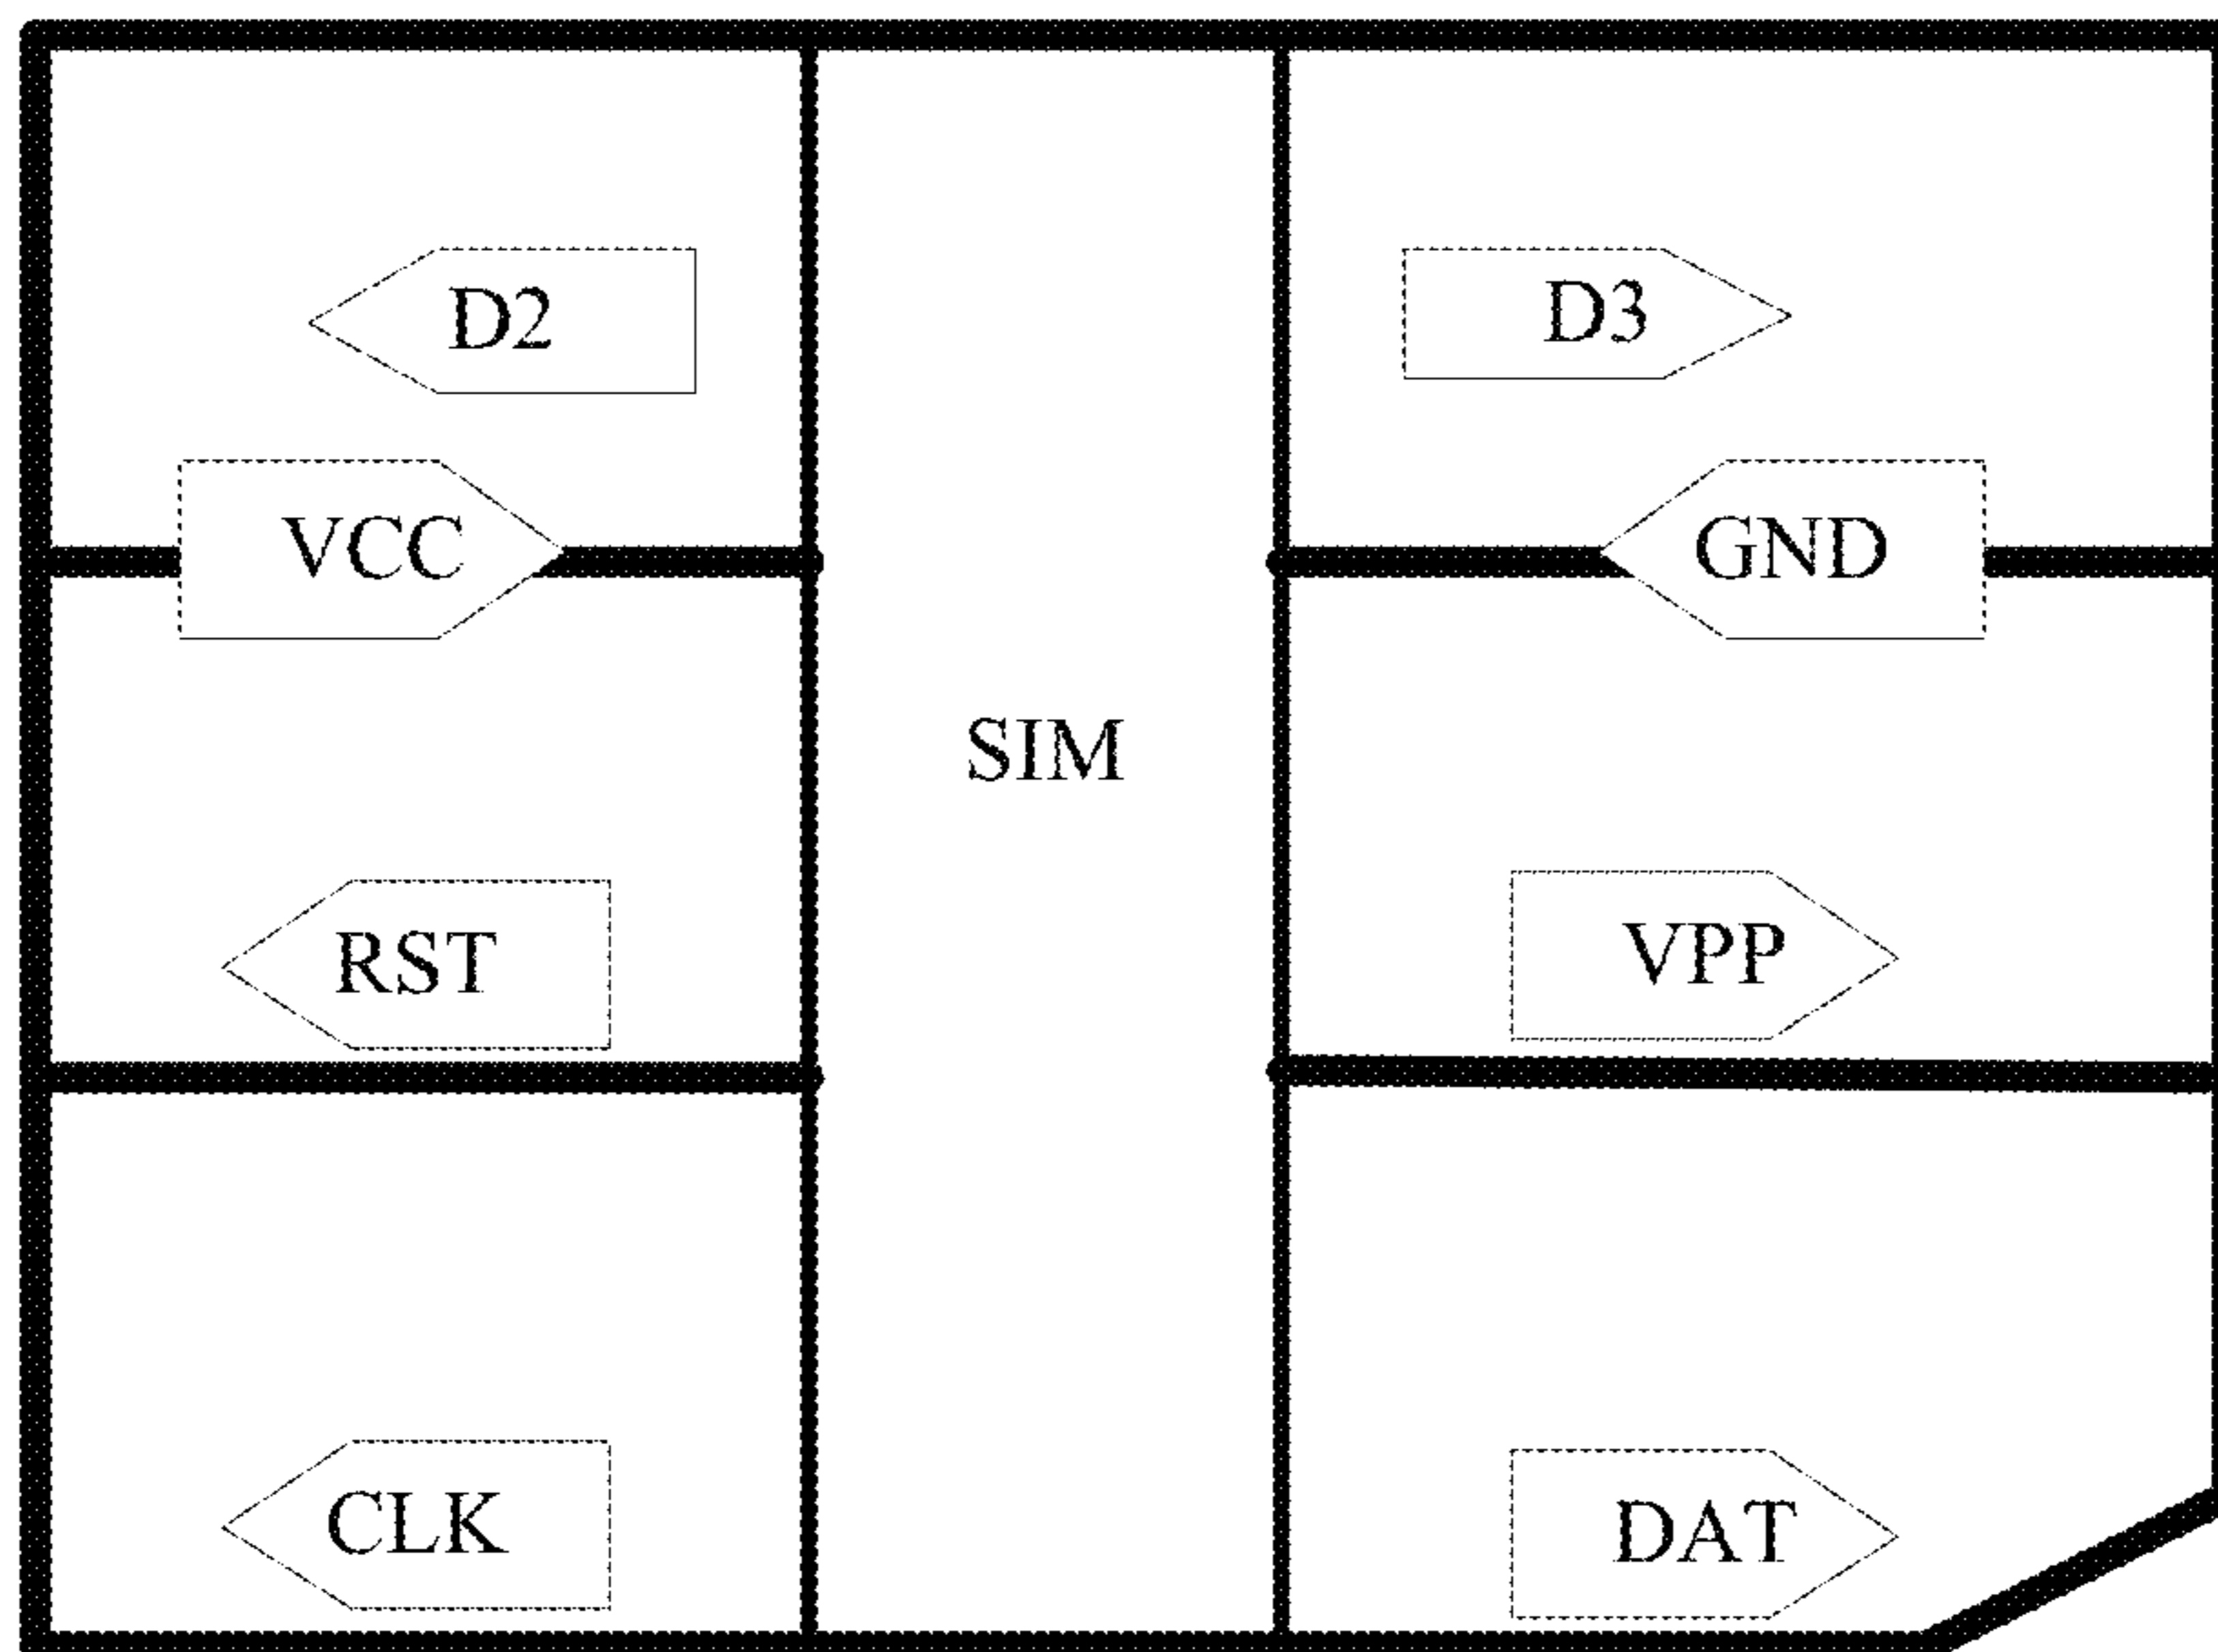 D2
D3
VCC
GND
SIM
RST
VPP
CLK
DAT